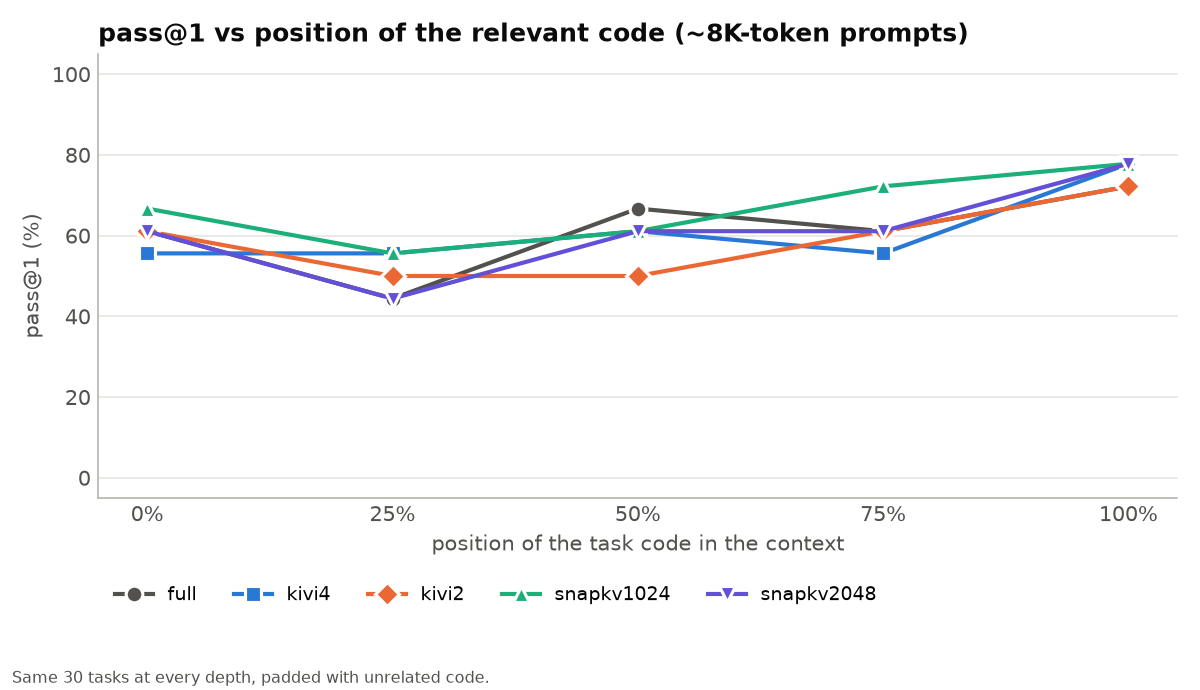 pass@1 vs position of the relevant code (~8K-token prompts)
100
80
60
40
20
0
pass@1 (%)
0% 25% 50% 75% 100%
position of the task code in the context
full kivi4 kivi2 snapkv1024 snapkv2048
Same 30 tasks at every depth, padded with unrelated code.